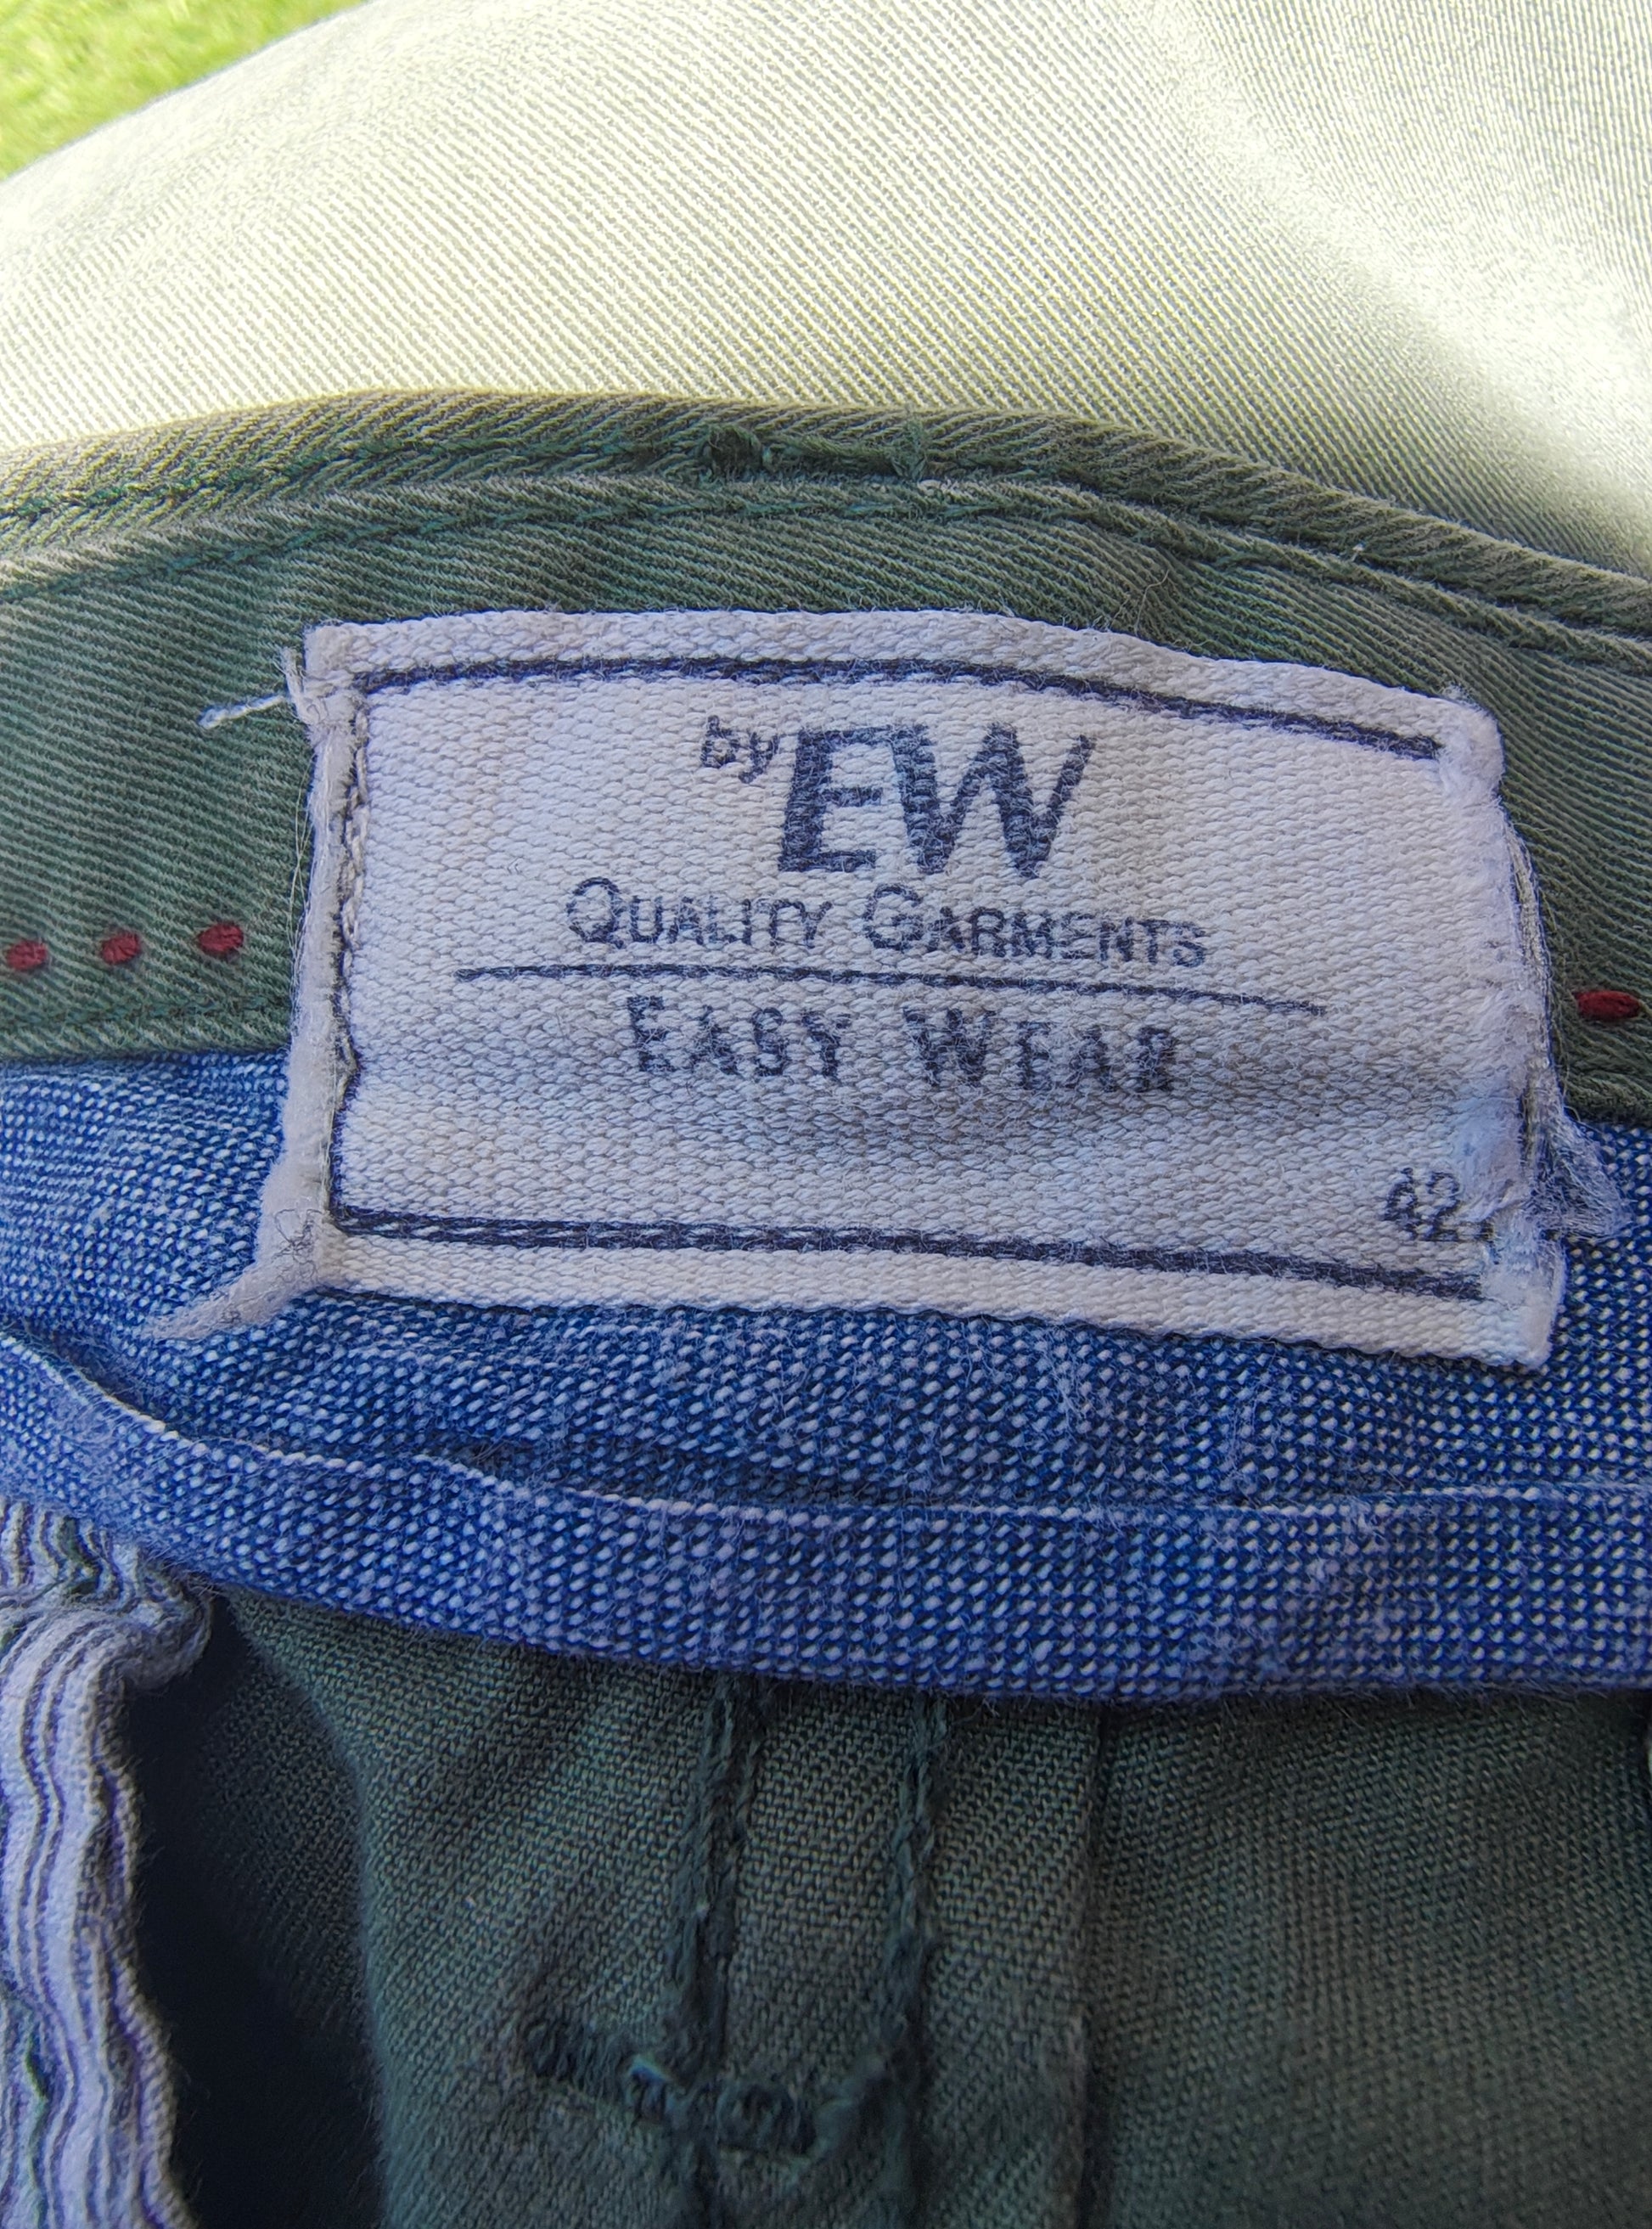 by EW
QUALITY GARMENTS
EASY WEAR
42